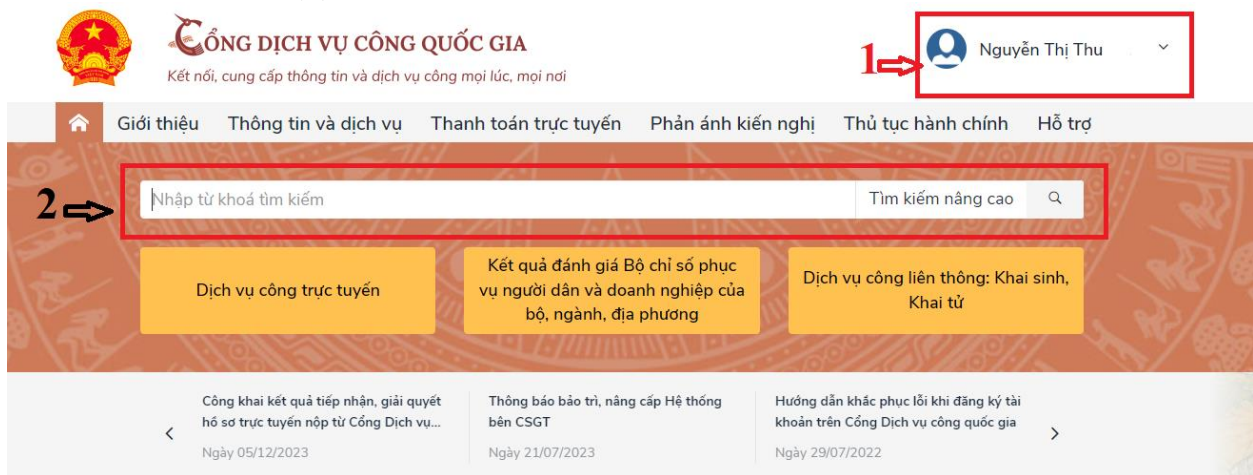 CỔNG DỊCH VỤ CÔNG QUỐC GIA
Kết nối, cung cấp thông tin và dịch vụ công mọi lúc, mọi nơi
1
Nguyễn Thị Thu
Giới thiệu Thông tin và dịch vụ Thanh toán trực tuyến Phản ánh kiến nghị Thủ tục hành chính Hỗ trợ
2
Nhập từ khoá tìm kiếm Tìm kiếm nâng cao
Dịch vụ công trực tuyến
Kết quả đánh giá Bộ chỉ số phục
vụ người dân và doanh nghiệp của
bộ, ngành, địa phương
Dịch vụ công liên thông: Khai sinh,
Khai tử
Công khai kết quả tiếp nhận, giải quyết
hồ sơ trực tuyến nộp từ Cổng Dịch vụ...
Ngày 05/12/2023
Thông báo bảo trì, nâng cấp Hệ thống
bên CSGT
Ngày 21/07/2023
Hướng dẫn khắc phục lỗi khi đăng ký tài
khoản trên Cổng Dịch vụ công quốc gia
Ngày 29/07/2022